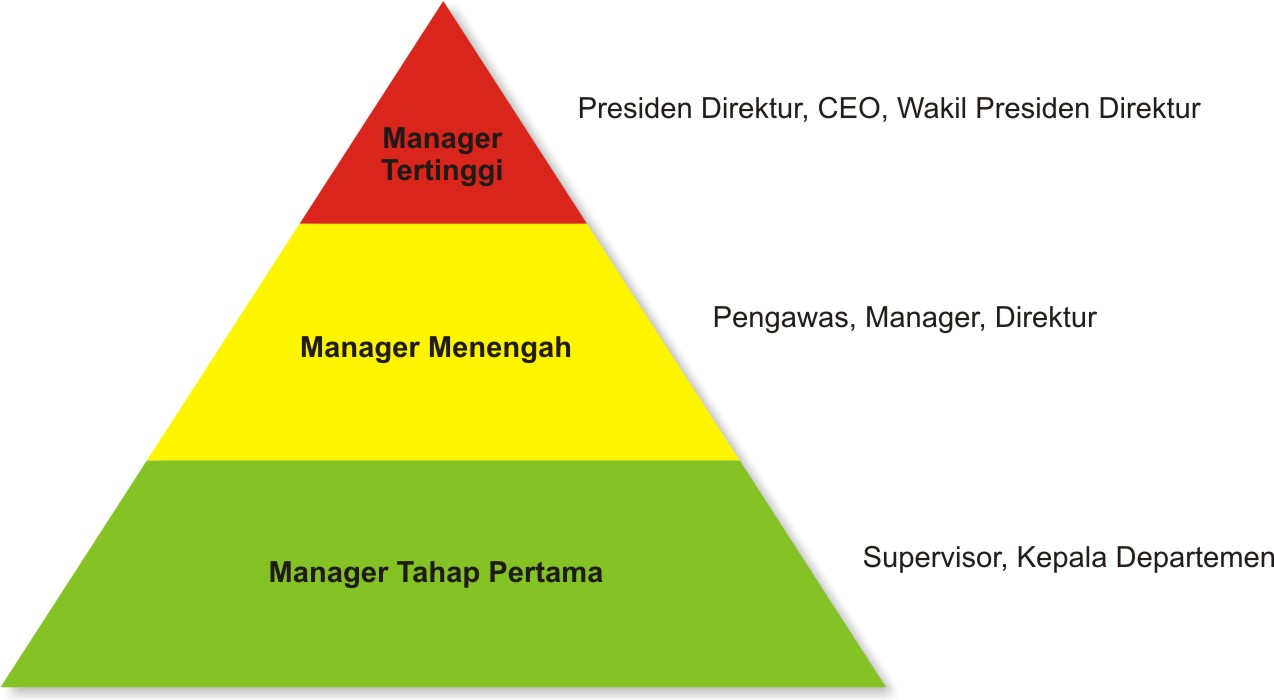 Presiden Direktur, CEO, Wakil Presiden Direktur
Manager
Tertinggi
Pengawas, Manager, Direktur
Manager Menengah
Supervisor, Kepala Departemen
Manager Tahap Pertama